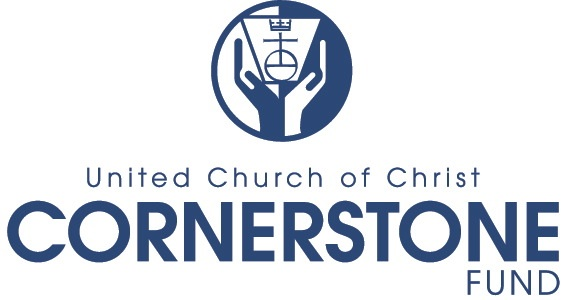 United Church of Christ
CORNERSTONE
FUND